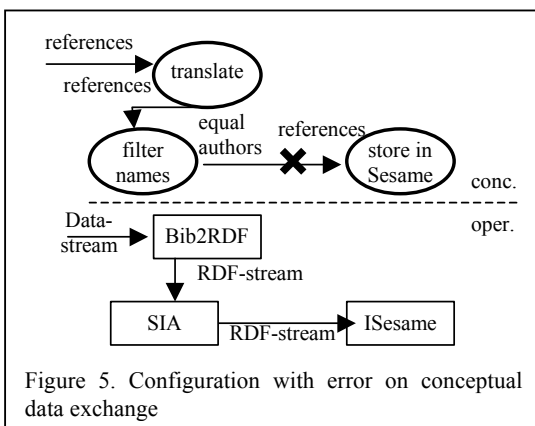 references
translate
references
equal
authors
references
filter
names
store in
Sesame
conc.
oper.
Data-
stream
Bib2RDF
RDF-stream
SIA
RDF-stream
ISesame
Figure 5. Configuration with error on conceptual
data exchange